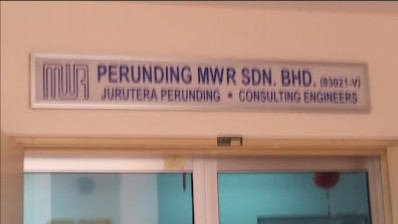 MWR PERUNDING MWR SDN. BHD. (83021-V)
JURUTERA PERUNDING • CONSULTING ENGINEERS